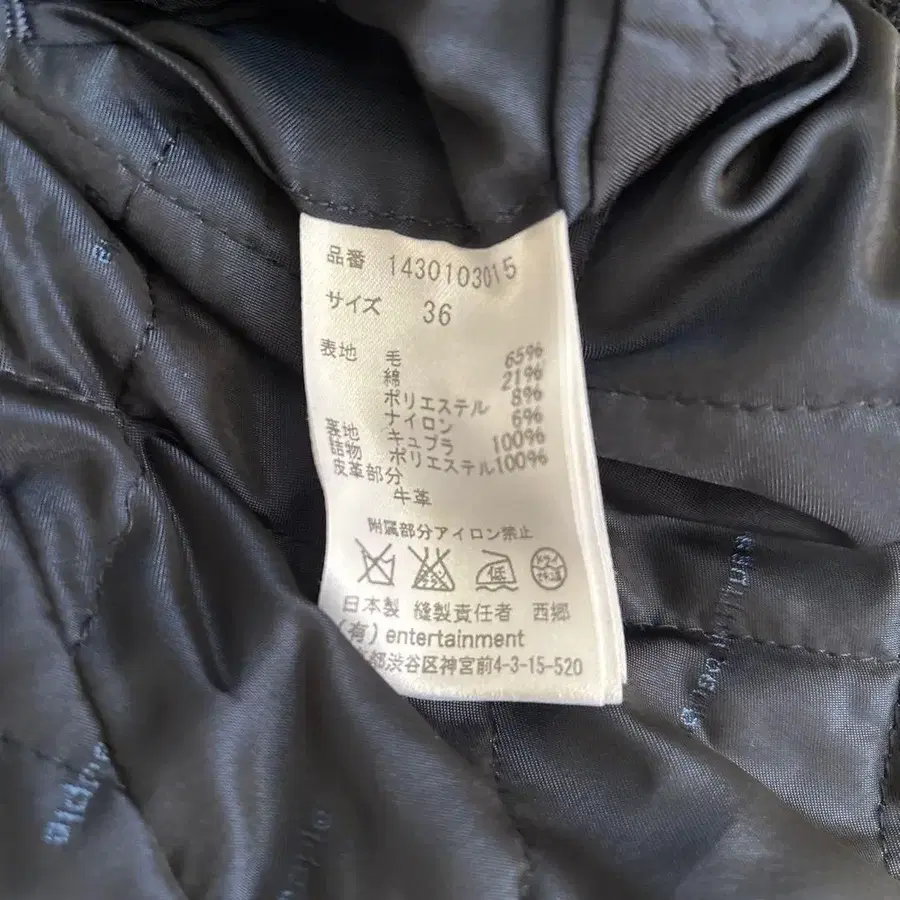 品番 1430103015
サイズ 36
表地 毛 65%
綿 21%
ポリエステル 8%
ナイロン 6%
裏地 キュプラ 100%
詰物 ポリエステル 100%
皮革部分
牛革
附属部分アイロン禁止
低
日本製 縫製責任者 西郷
(有) entertainment
都渋谷区神宮前4-3-15-520